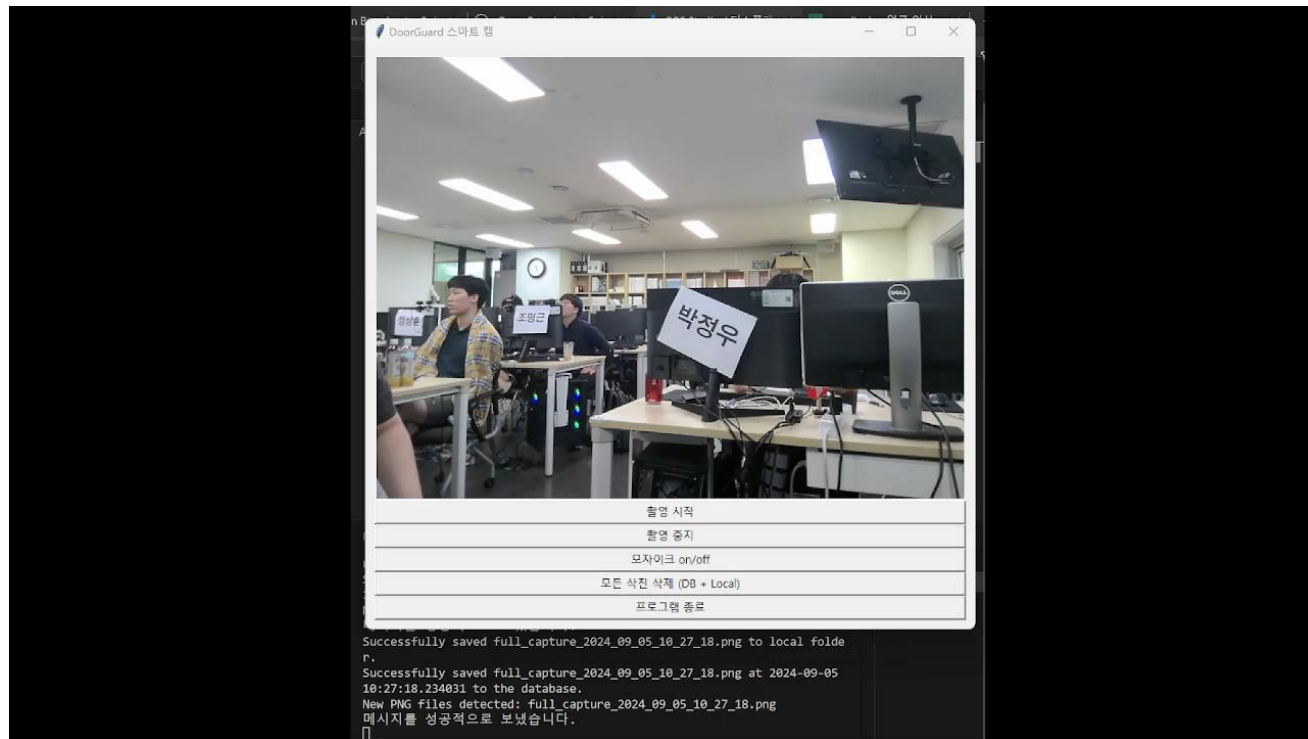 DoorGuard 스마트 캠
정상훈
조영근
박정우
DELL
촬영 시작
촬영 중지
모자이크 on/off
모든 삭진 삭제 (DB + Local)
프로그램 종료
Successfully saved full_capture_2024_09_05_10_27_18.png to local folde
r.
Successfully saved full_capture_2024_09_05_10_27_18.png at 2024-09-05
10:27:18.234031 to the database.
New PNG files detected: full_capture_2024_09_05_10_27_18.png
메시지를 성공적으로 보냈습니다.